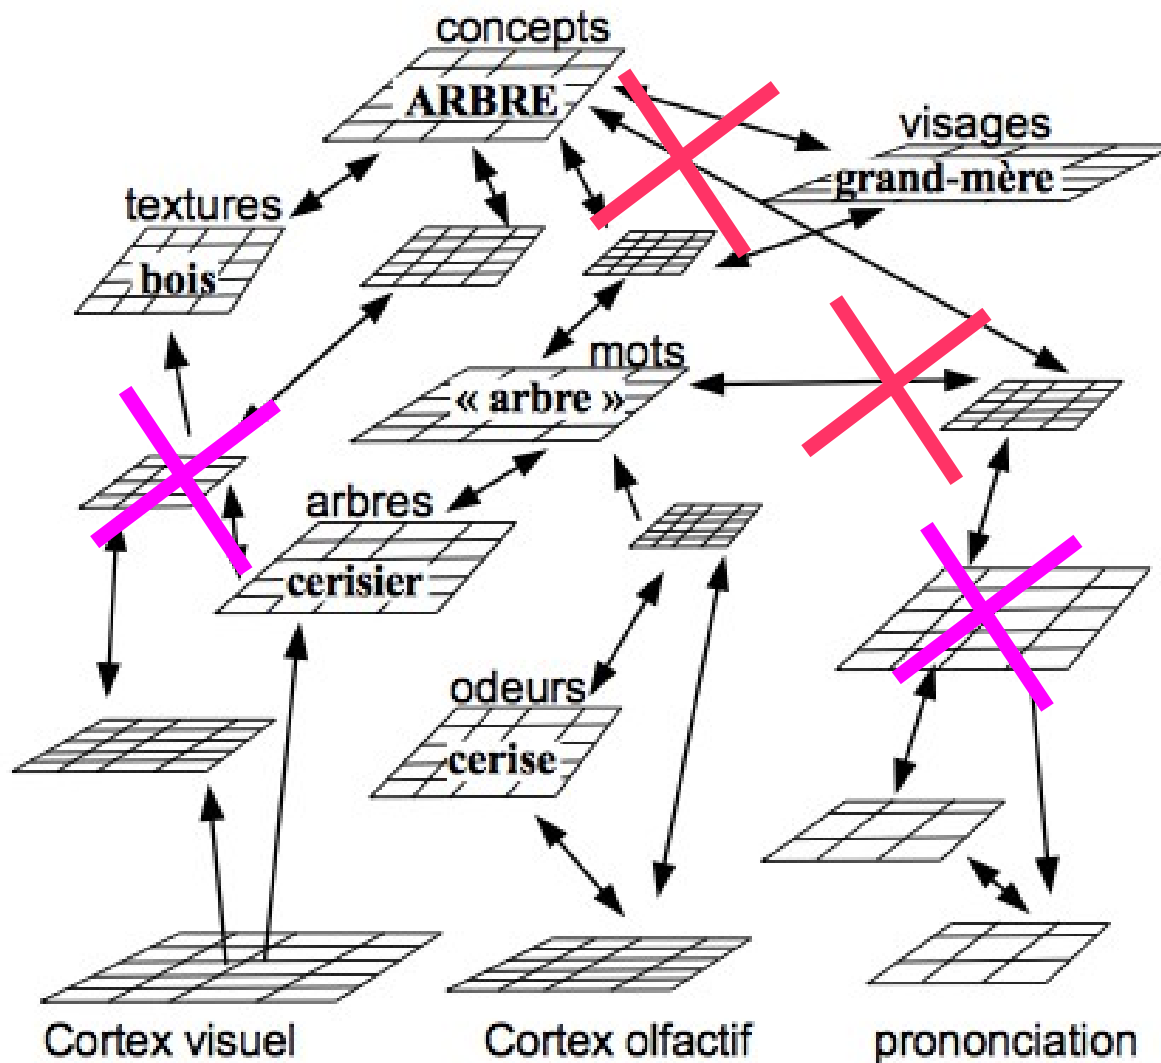 concepts
ARBRE
visages
grand-mère
textures
bois
mots
« arbre »
arbres
cerisier
odeurs
cerise
Cortex visuel
Cortex olfactif
prononciation